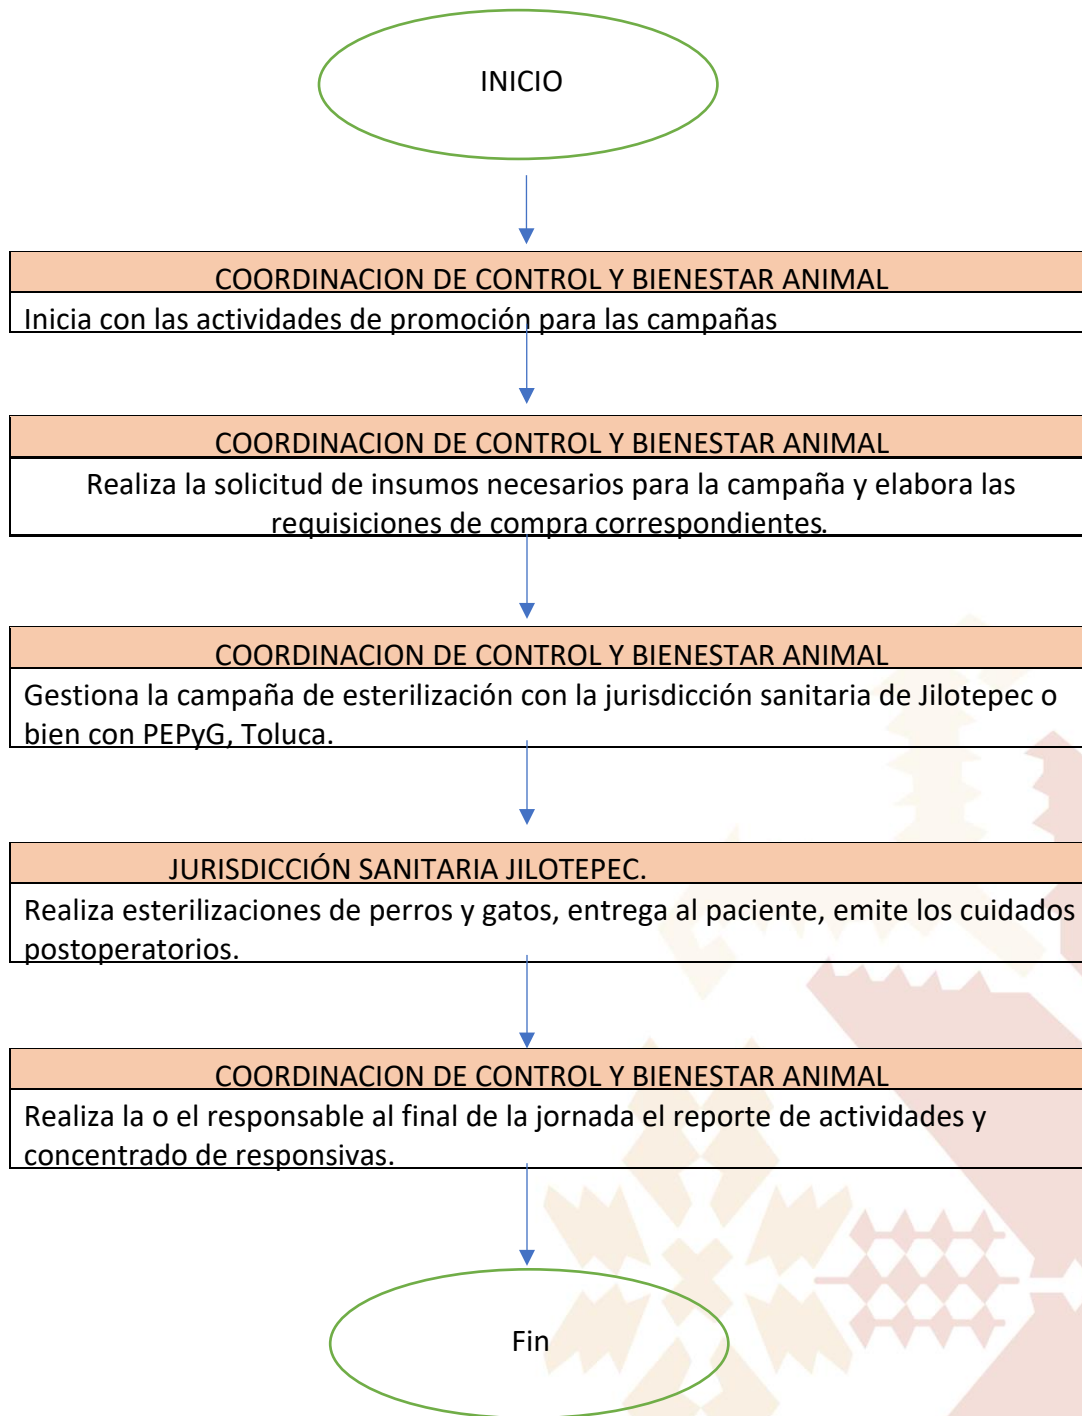 INICIO
COORDINACION DE CONTROL Y BIENESTAR ANIMAL
Inicia con las actividades de promoción para las campañas
COORDINACION DE CONTROL Y BIENESTAR ANIMAL
Realiza la solicitud de insumos necesarios para la campaña y elabora las
requisiciones de compra correspondientes.
COORDINACION DE CONTROL Y BIENESTAR ANIMAL
Gestiona la campaña de esterilización con la jurisdicción sanitaria de Jilotepec o
bien con PEPyG, Toluca.
JURISDICCIÓN SANITARIA JILOTEPEC.
Realiza esterilizaciones de perros y gatos, entrega al paciente, emite los cuidados
postoperatorios.
COORDINACION DE CONTROL Y BIENESTAR ANIMAL
Realiza la o el responsable al final de la jornada el reporte de actividades y
concentrado de responsivas.
Fin